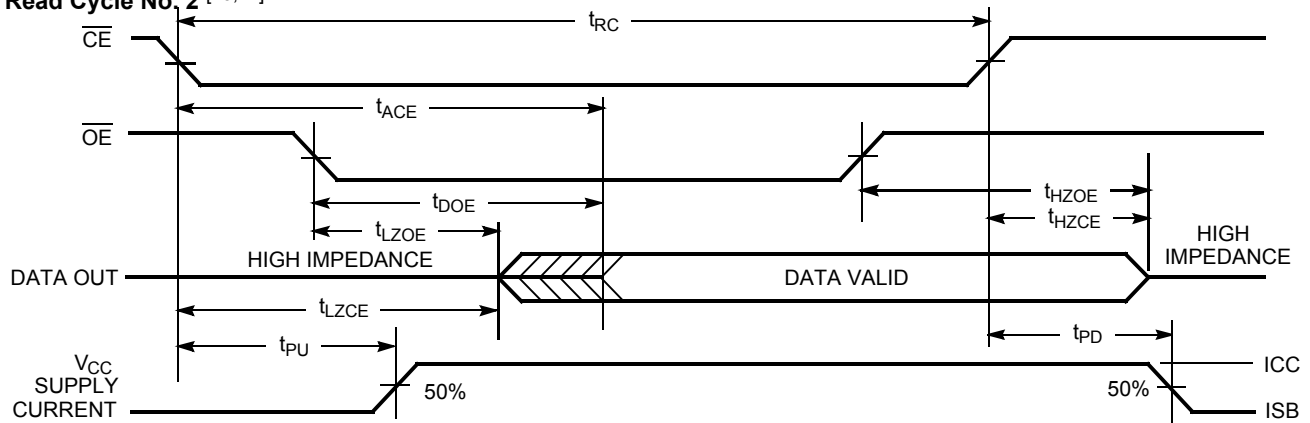 Read Cycle No. 2
tRC
CE
tACE
OE
tDOE
tHZOE
tLZOE
tHZCE
HIGH IMPEDANCE
HIGH
IMPEDANCE
DATA OUT
DATA VALID
tLZCE
tPU
tPD
VCC
SUPPLY
CURRENT
50%
50%
ICC
ISB